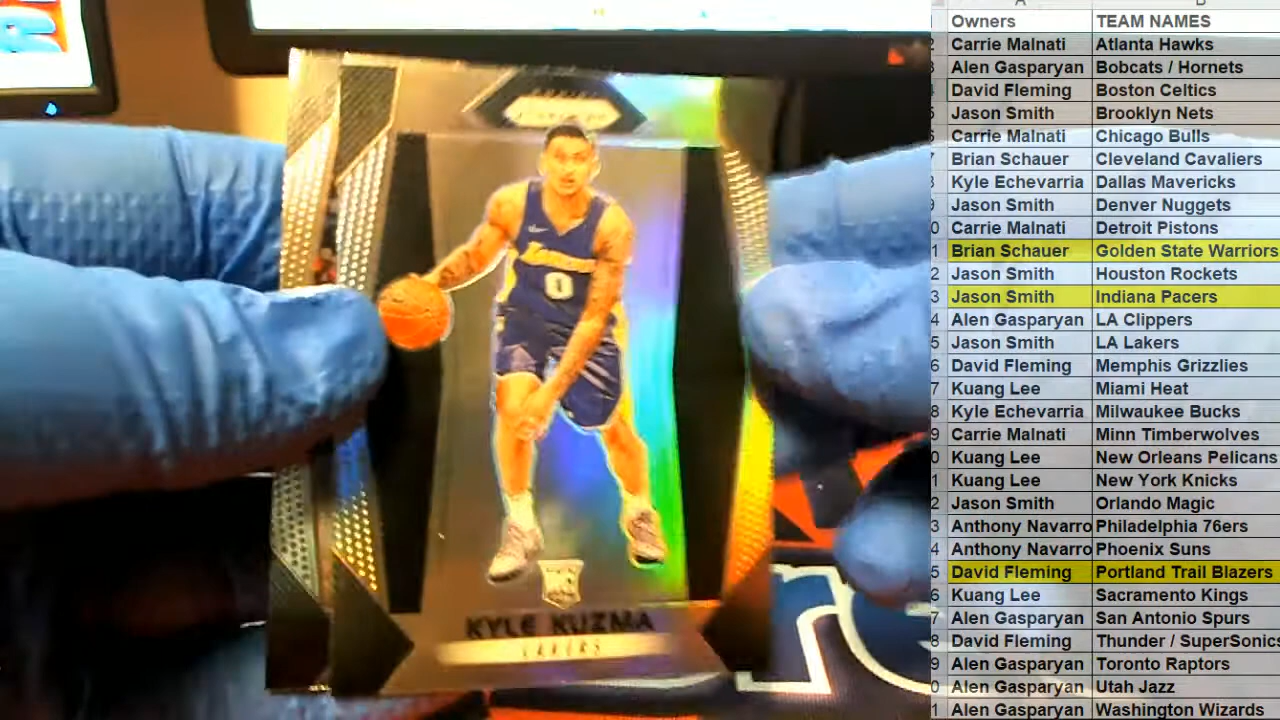 0
KYLE KUZMA
LAKERS
Owners TEAM NAMES
Carrie Malnati Atlanta Hawks
Alen Gasparyan Bobcats / Hornets
David Fleming Boston Celtics
Jason Smith Brooklyn Nets
Carrie Malnati Chicago Bulls
Brian Schauer Cleveland Cavaliers
Kyle Echevarria Dallas Mavericks
Jason Smith Denver Nuggets
Carrie Malnati Detroit Pistons
Brian Schauer Golden State Warriors
Jason Smith Houston Rockets
Jason Smith Indiana Pacers
Alen Gasparyan LA Clippers
Jason Smith LA Lakers
David Fleming Memphis Grizzlies
Kuang Lee Miami Heat
Kyle Echevarria Milwaukee Bucks
Carrie Malnati Minn Timberwolves
Kuang Lee New Orleans Pelicans
Kuang Lee New York Knicks
Jason Smith Orlando Magic
Anthony Navarro Philadelphia 76ers
Anthony Navarro Phoenix Suns
David Fleming Portland Trail Blazers
Kuang Lee Sacramento Kings
Alen Gasparyan San Antonio Spurs
David Fleming Thunder / SuperSonics
Alen Gasparyan Toronto Raptors
Alen Gasparyan Utah Jazz
Alen Gasparyan Washington Wizards